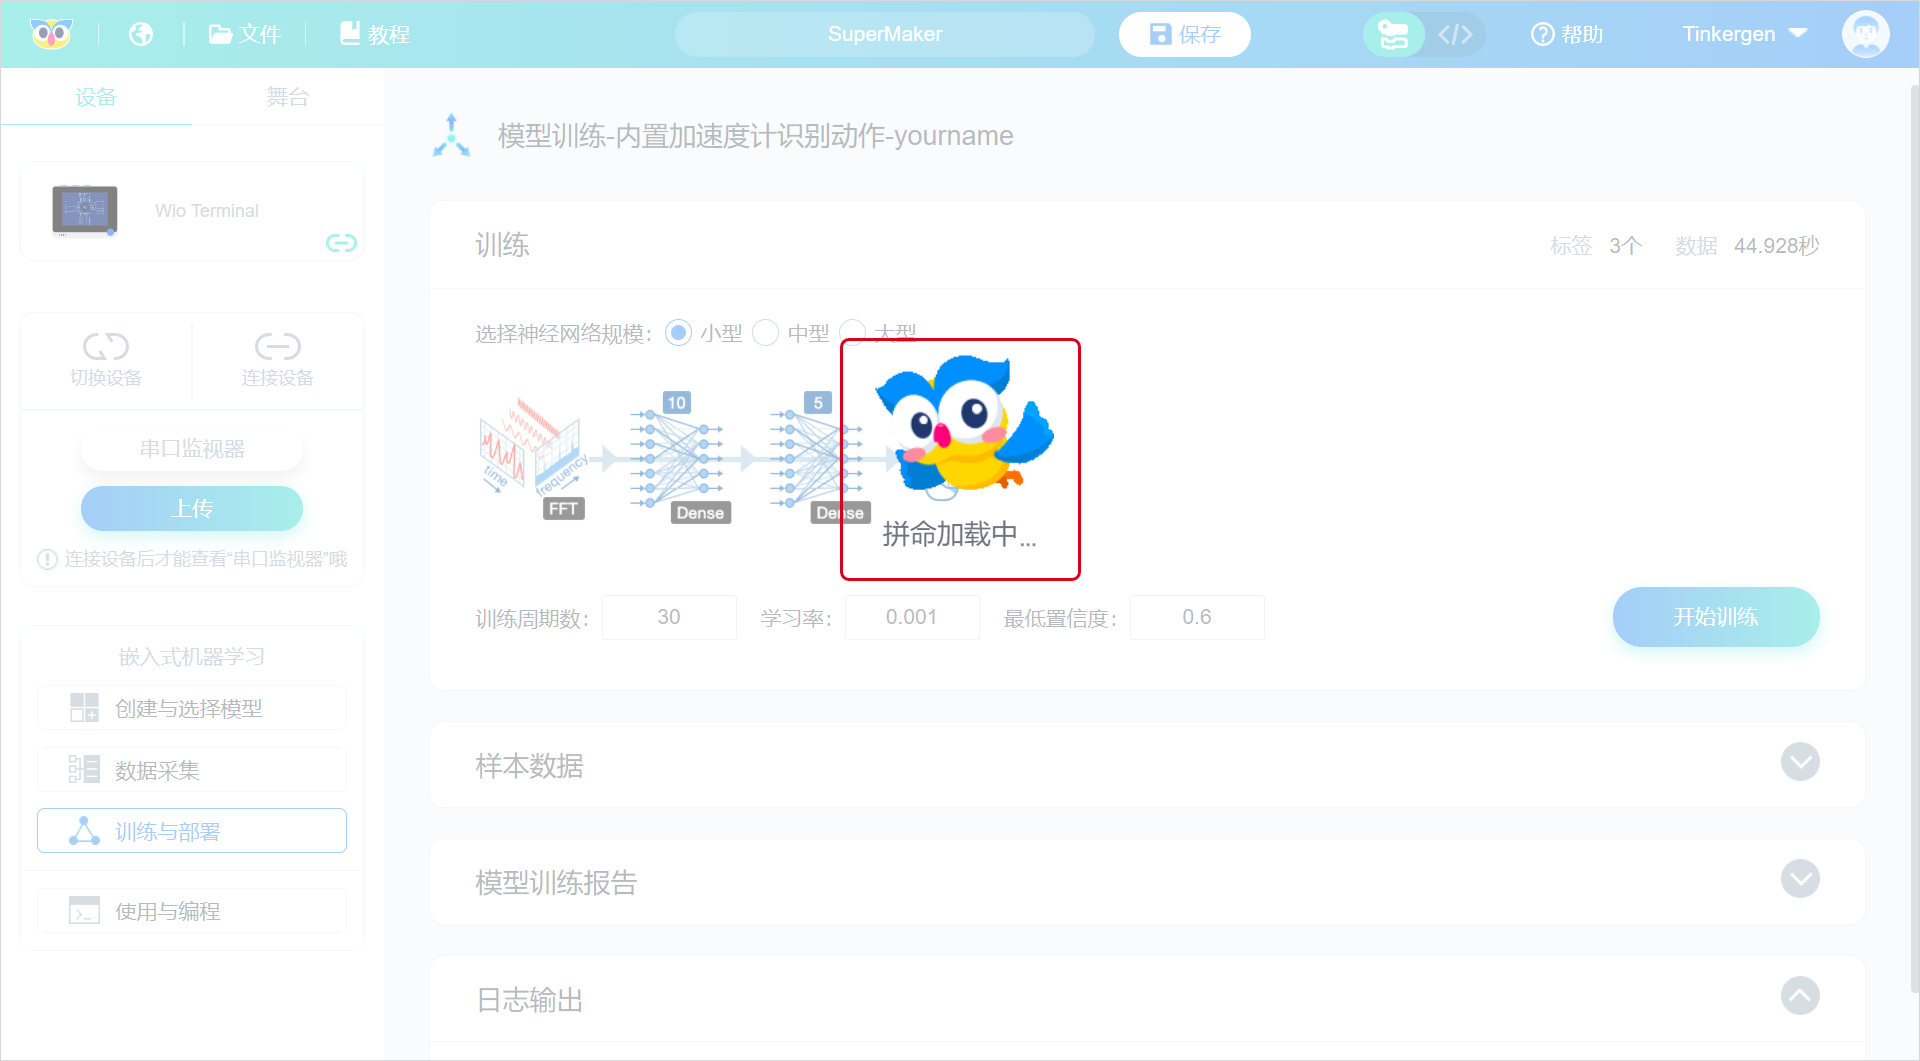 文件
教程
SuperMaker
保存
帮助
Tinkergen
设备
舞台
Wio Terminal
切换设备
连接设备
串口监视器
上传
连接设备后才能查看“串口监视器”哦
嵌入式机器学习
创建与选择模型
数据采集
训练与部署
使用与编程
模型训练-内置加速度计识别动作-yourname
训练
标签 3个 数据 44.928秒
选择神经网络规模： 小型 中型 大型
10
5
time
frequency
FFT
Dense
Dense
拼命加载中...
训练周期数： 30 学习率： 0.001 最低置信度： 0.6
开始训练
样本数据
模型训练报告
日志输出